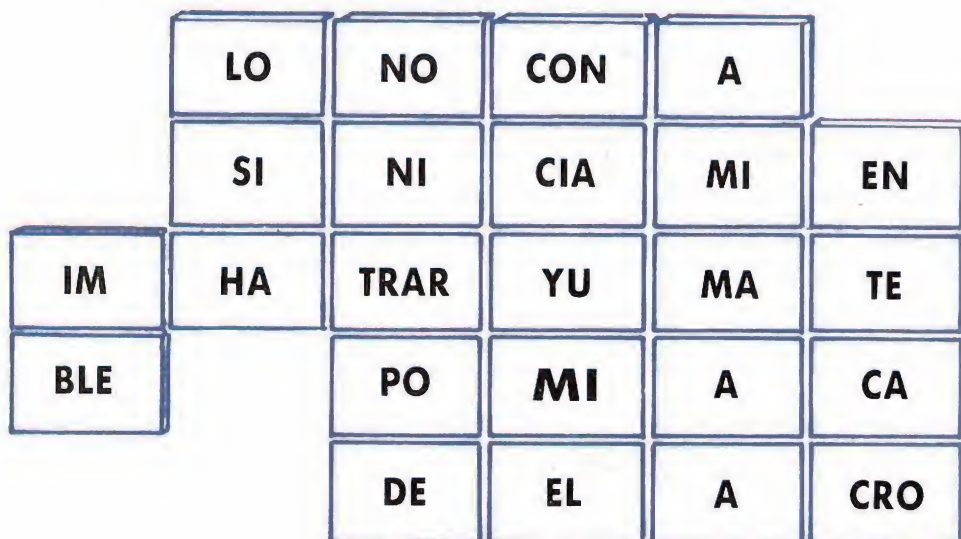 LO NO CON A
SI NI CIA MI EN
IM HA TRAR YU MA TE
BLE PO MI A CA
DE EL A CRO